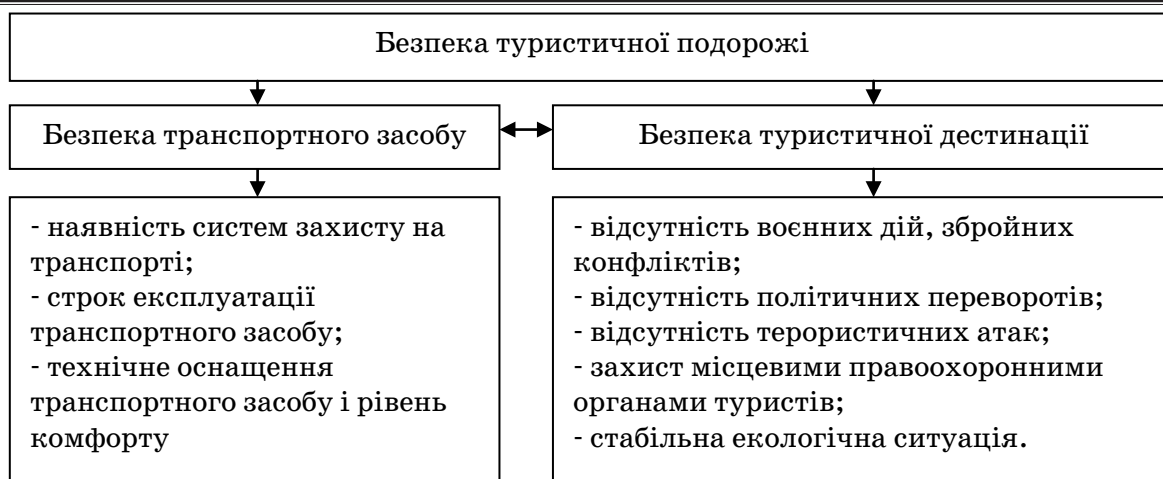 Безпека туристичної подорожі
Безпека транспортного засобу
Безпека туристичної дестинації
- наявність систем захисту на
транспорті;
- строк експлуатації
транспортного засобу;
- технічне оснащення
транспортного засобу і рівень
комфорту
- відсутність воєнних дій, збройних
конфліктів;
- відсутність політичних переворотів;
- відсутність терористичних атак;
- захист місцевими правоохоронними
органами туристів;
- стабільна екологічна ситуація.